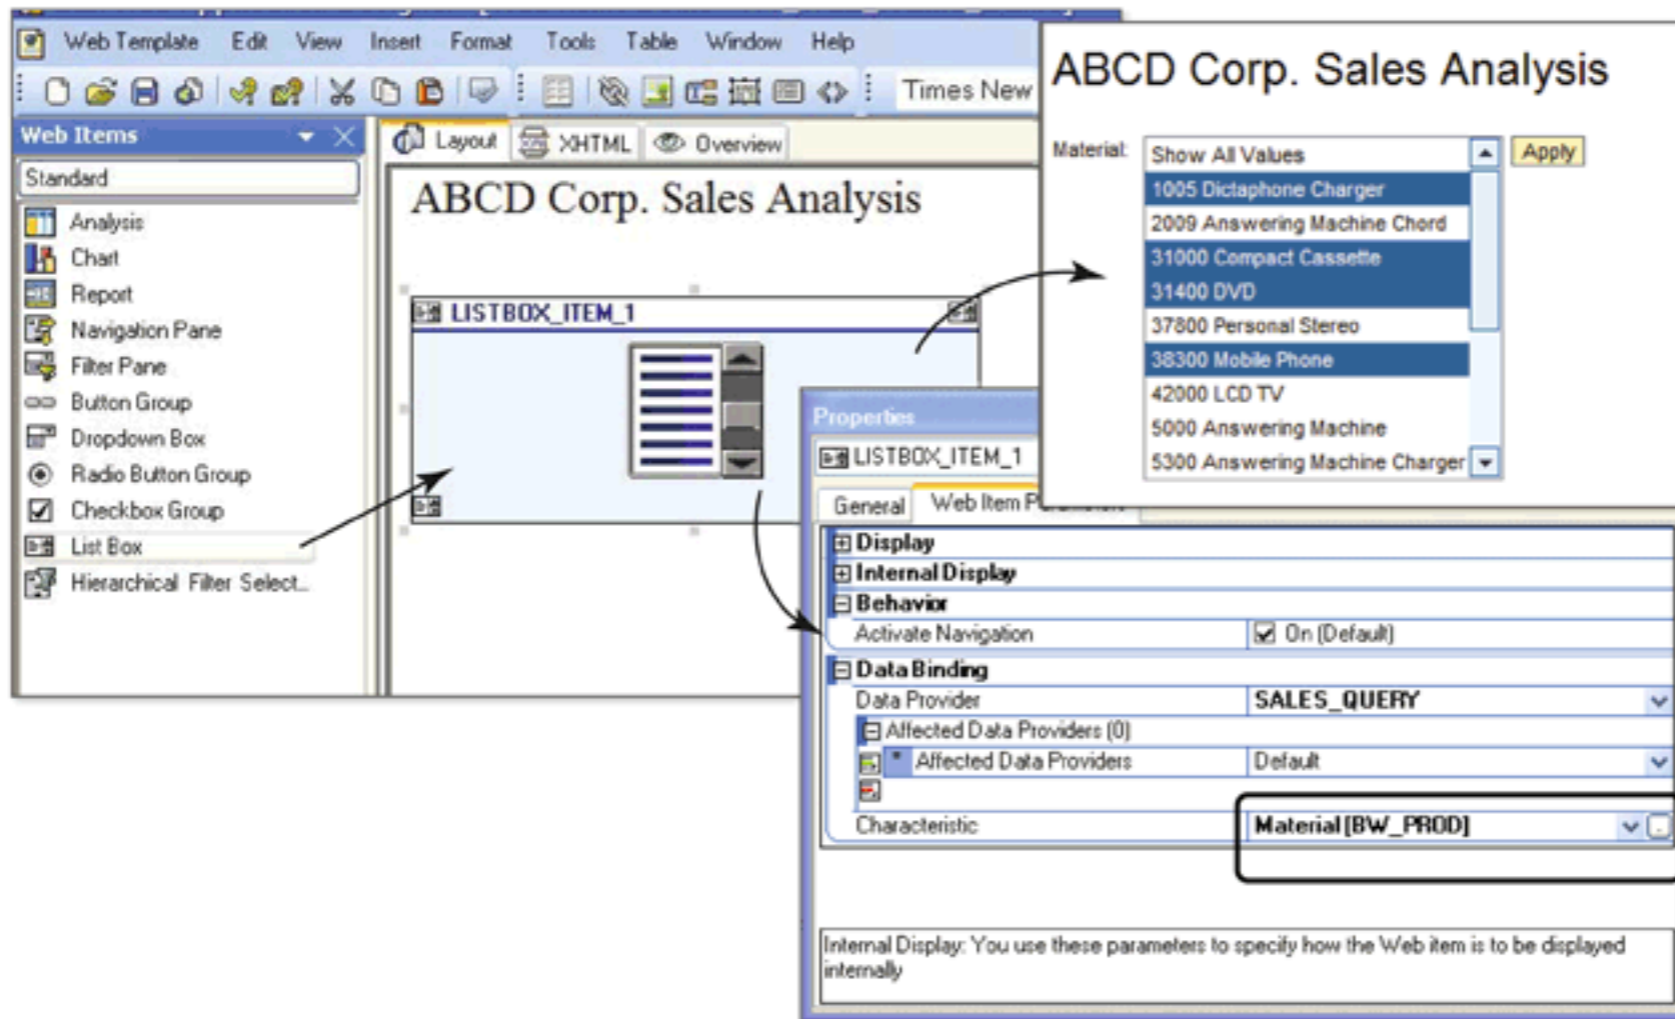 Web Template Edit View Insert Format Tools Table Window Help
Times New
Web Items
Standard
Analysis
Chart
Report
Navigation Pane
Filter Pane
Button Group
Dropdown Box
Radio Button Group
Checkbox Group
List Box
Hierarchical Filter Select...
Layout XHTML Overview
ABCD Corp. Sales Analysis
LISTBOX_ITEM_1
ABCD Corp. Sales Analysis
Material: Show All Values Apply
1005 Dictaphone Charger
2009 Answering Machine Chord
31000 Compact Cassette
31400 DVD
37800 Personal Stereo
38300 Mobile Phone
42000 LCD TV
5000 Answering Machine
5300 Answering Machine Charger
Properties
LISTBOX_ITEM_1
General Web Item
Display
Internal Display
Behavior
Activate Navigation On (Default)
Data Binding
Data Provider SALES_QUERY
Affected Data Providers (0)
* Affected Data Providers Default
Characteristic Material [BW_PROD]
Internal Display: You use these parameters to specify how the Web item is to be displayed
internally